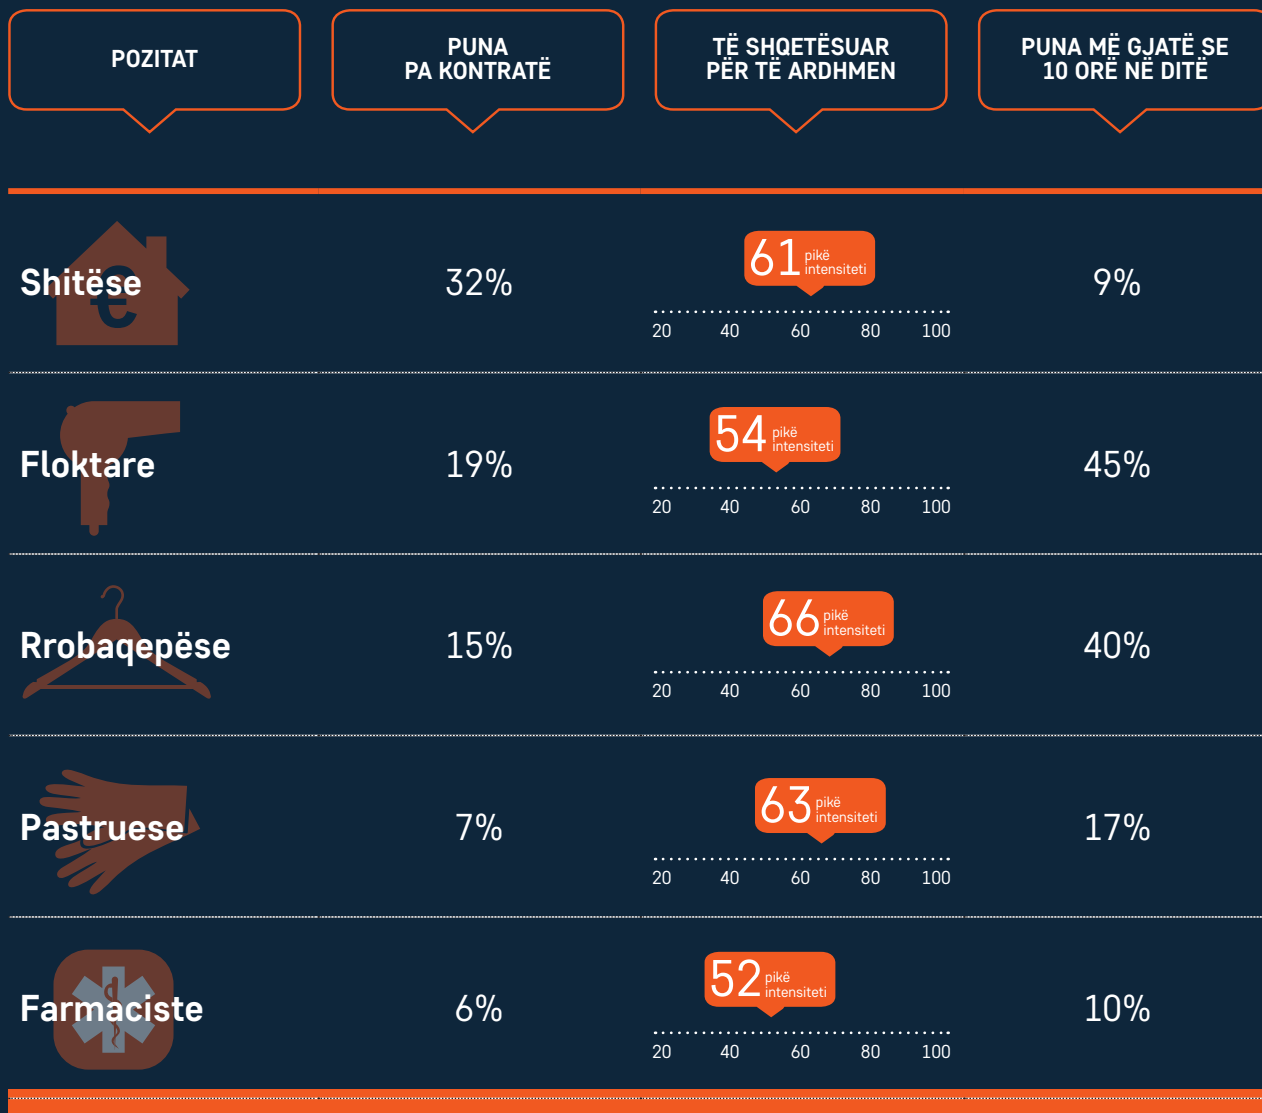 POZITAT
PUNA
PA KONTRATË
TË SHQETËSUAR
PËR TË ARDHMEN
PUNA MË GJATË SE
10 ORË NË DITË
Shitëse
€
32%
61 pikë
intensiteti
20 40 60 80 100
9%
Floktare
19%
54 pikë
intensiteti
20 40 60 80 100
45%
Rrobaqepëse
15%
66 pikë
intensiteti
20 40 60 80 100
40%
Pastruese
7%
63 pikë
intensiteti
20 40 60 80 100
17%
Farmaciste
6%
52 pikë
intensiteti
20 40 60 80 100
10%